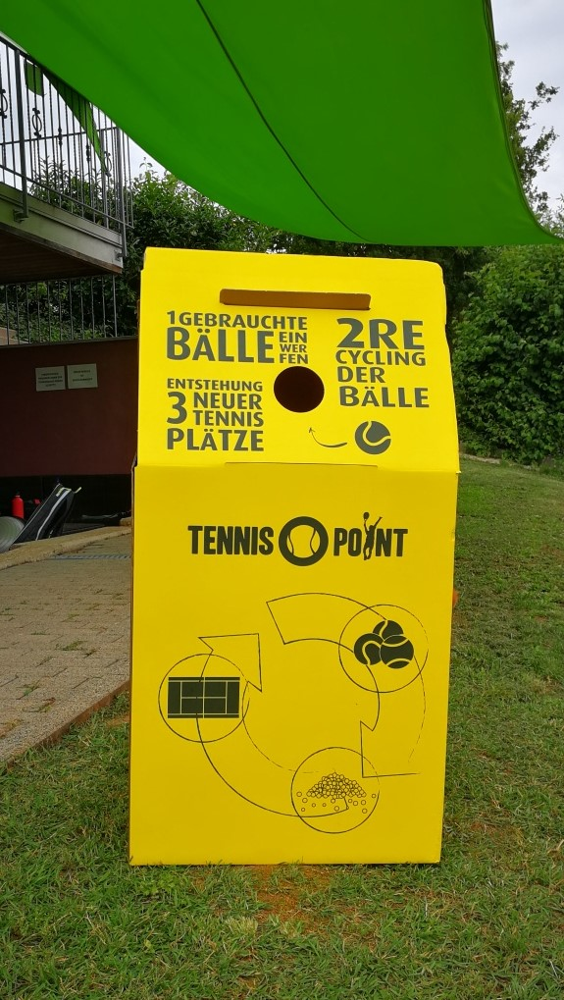 1 GEBRAUCHTE
BÄLLE EIN
WER
FEN
2 RE
CYCLING
DER
BÄLLE
ENTSTEHUNG
3 NEUER
TENNIS
PLÄTZE
TENNIS POINT